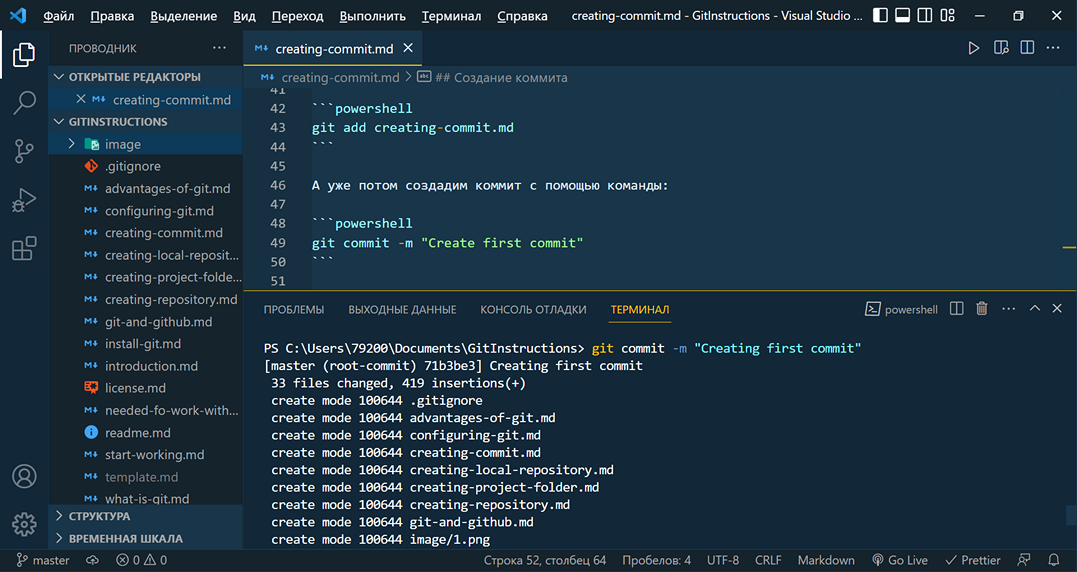 Файл Правка Выделение Вид Переход Выполнить Терминал Справка creating-commit.md - GitInstructions - Visual Studio ...
ПРОВОДНИК
ОТКРЫТЫЕ РЕДАКТОРЫ
creating-commit.md
GITINSTRUCTIONS
image
.gitignore
advantages-of-git.md
configuring-git.md
creating-commit.md
creating-local-reposit...
creating-project-folde...
creating-repository.md
git-and-github.md
install-git.md
introduction.md
license.md
needed-fo-work-with...
readme.md
start-working.md
template.md
what-is-git.md
СТРУКТУРА
ВРЕМЕННАЯ ШКАЛА
creating-commit.md
creating-commit.md > ## Создание коммита
41
42 ```powershell
43 git add creating-commit.md
44 ```
45
46 А уже потом создадим коммит с помощью команды:
47
48 ```powershell
49 git commit -m "Create first commit"
50 ```
51
ПРОБЛЕМЫ ВЫХОДНЫЕ ДАННЫЕ КОНСОЛЬ ОТЛАДКИ ТЕРМИНАЛ powershell
PS C:\Users\79200\Documents\GitInstructions> git commit -m "Creating first commit"
[master (root-commit) 71b3be3] Creating first commit
33 files changed, 419 insertions(+)
create mode 100644 .gitignore
create mode 100644 advantages-of-git.md
create mode 100644 configuring-git.md
create mode 100644 creating-commit.md
create mode 100644 creating-local-repository.md
create mode 100644 creating-project-folder.md
create mode 100644 creating-repository.md
create mode 100644 git-and-github.md
create mode 100644 image/1.png
master 0 0 Строка 52, столбец 64 Пробелов: 4 UTF-8 CRLF Markdown Go Live Prettier